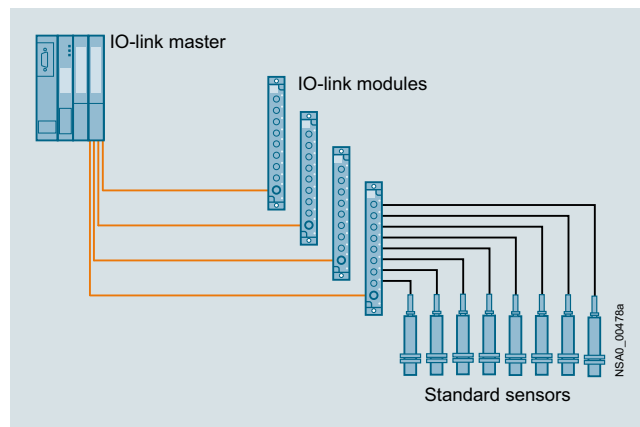 IO-link master
IO-link modules
Standard sensors
NSA0_00478a